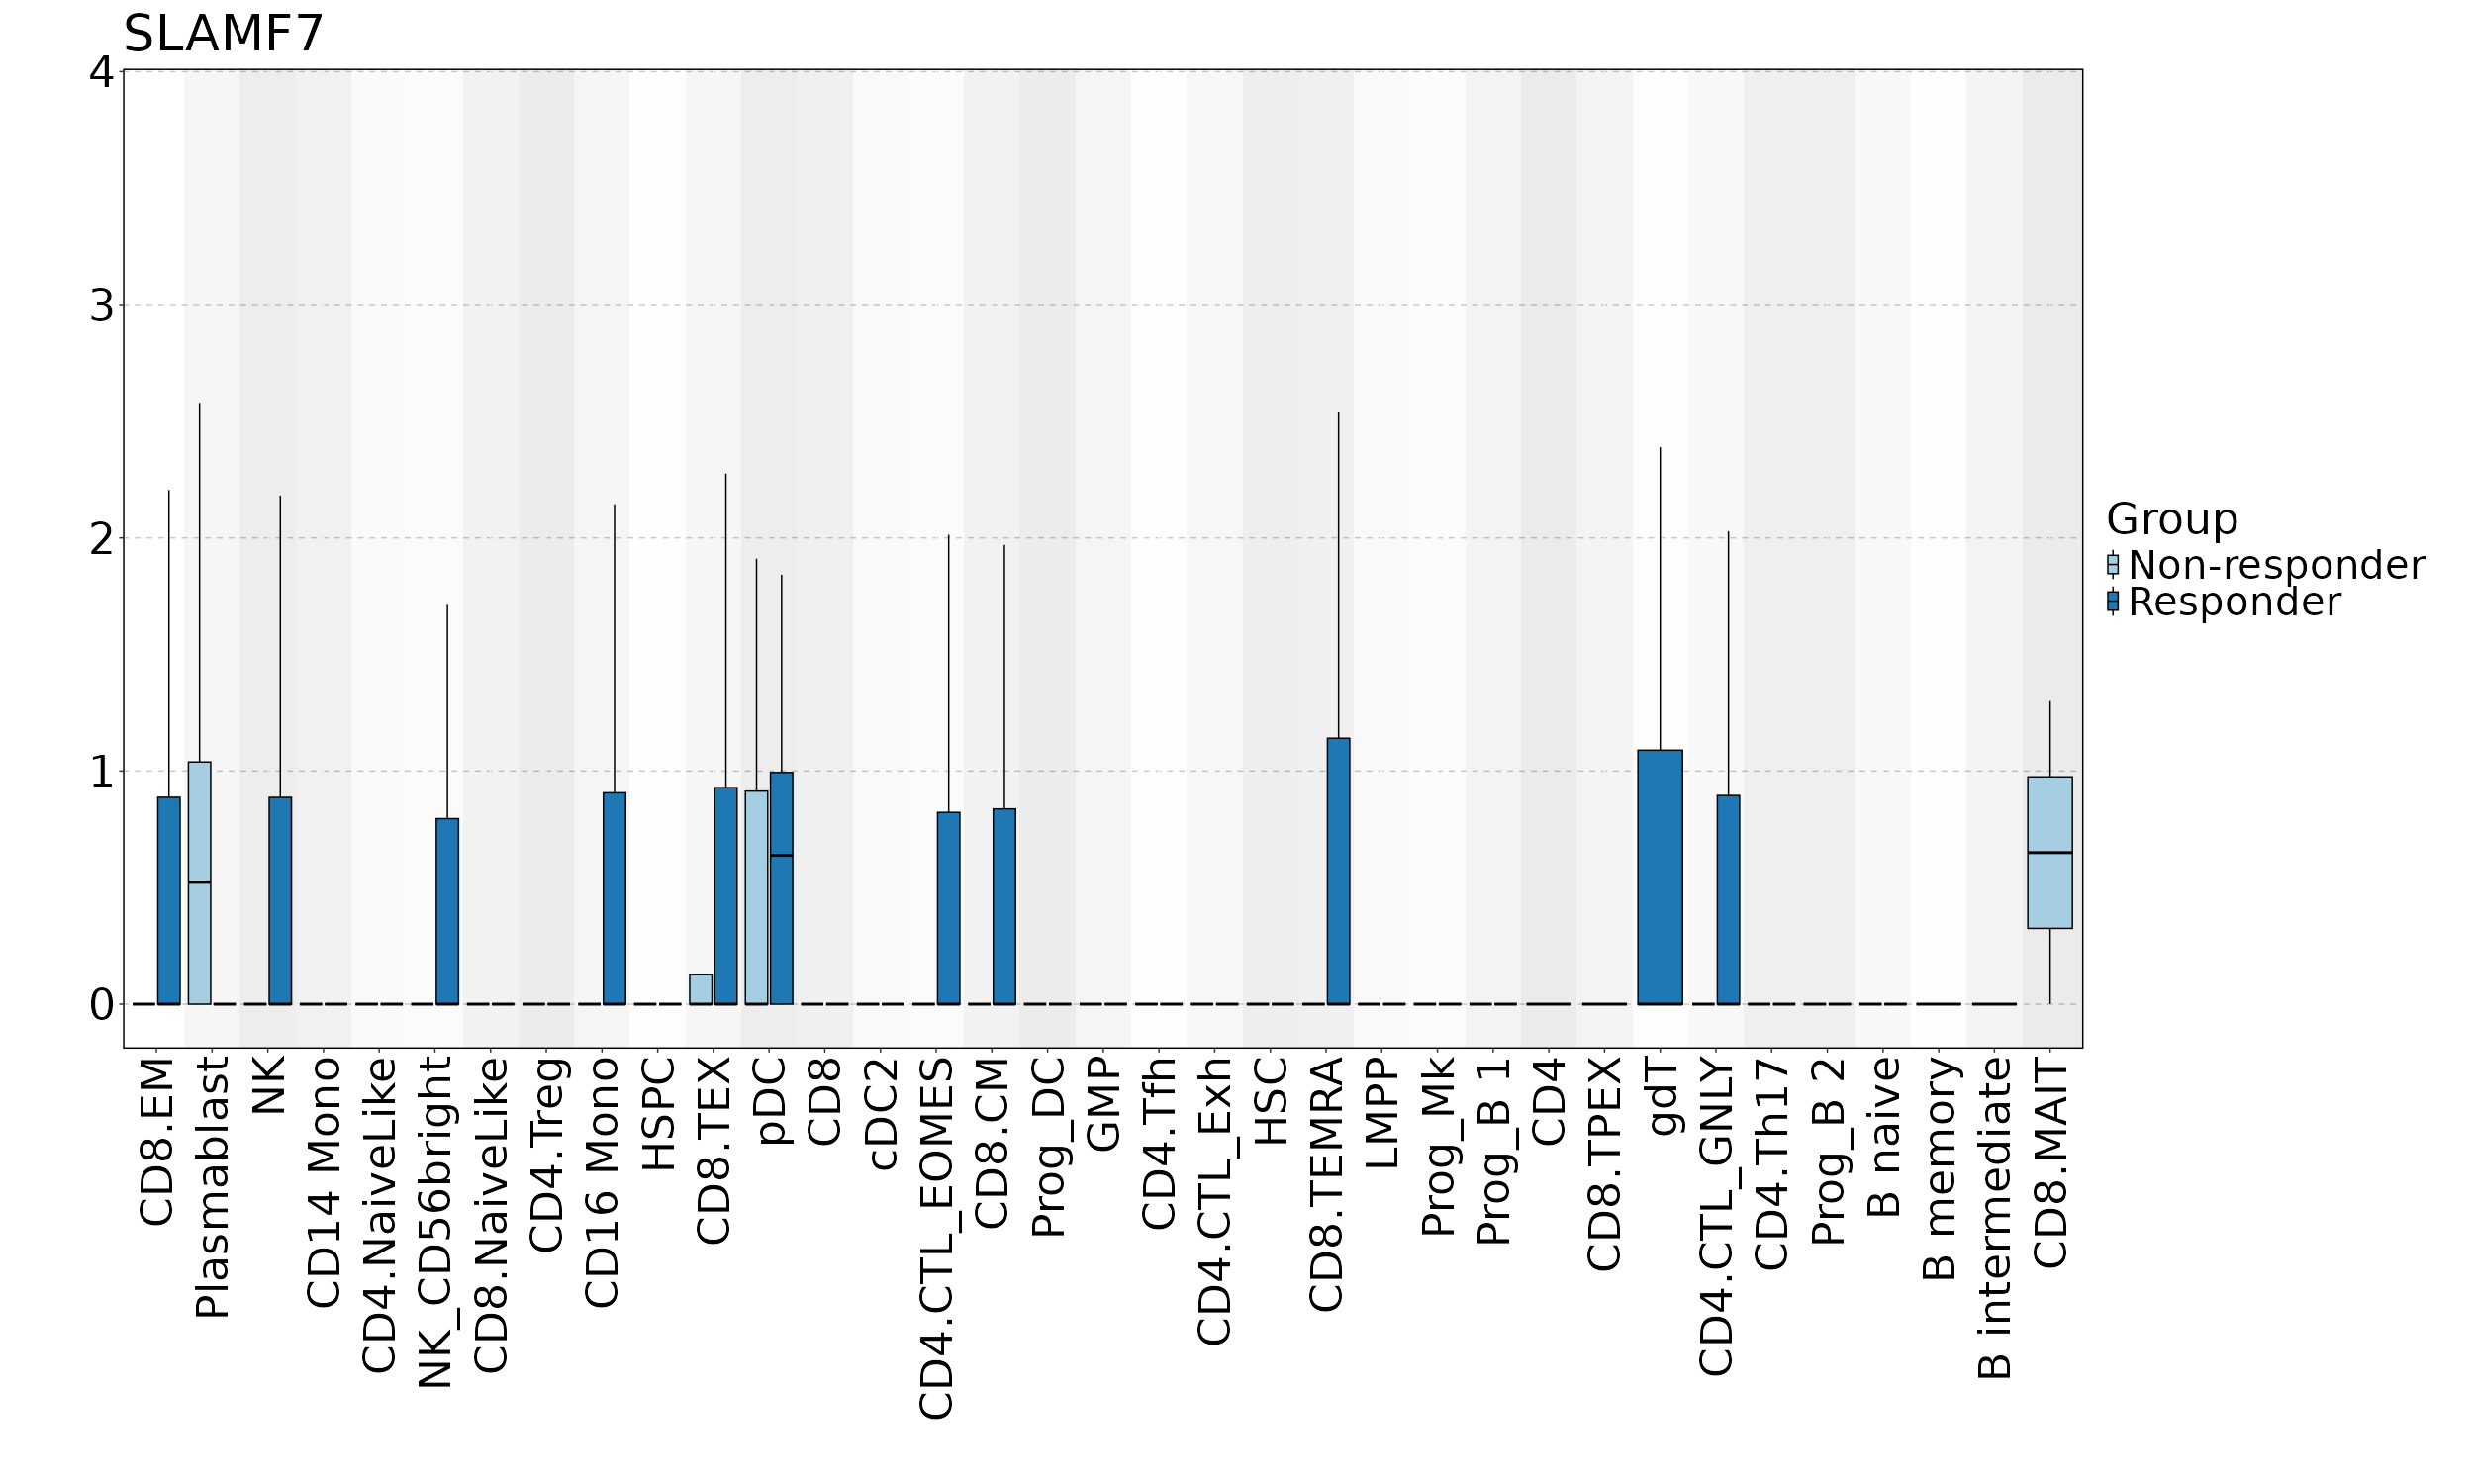 SLAMF7
4
3
2
1
0
CD8.EM
Plasmablast
NK
CD14 Mono
CD4.NaiveLike
NK_CD56bright
CD8.NaiveLike
CD4.Treg
CD16 Mono
HSPC
CD8.TEX
pDC
CD8
cDC2
CD4.CTL_EOMES
CD8.CM
Prog_DC
GMP
CD4.Tfh
CD4.CTL_Exh
HSC
CD8.TEMRA
LMPP
Prog_Mk
Prog_B 1
CD4
CD8.TPEX
gdT
CD4.CTL_GNLY
CD4.Th17
Prog_B 2
B naive
B memory
B intermediate
CD8.MAIT
Group
Non-responder
Responder